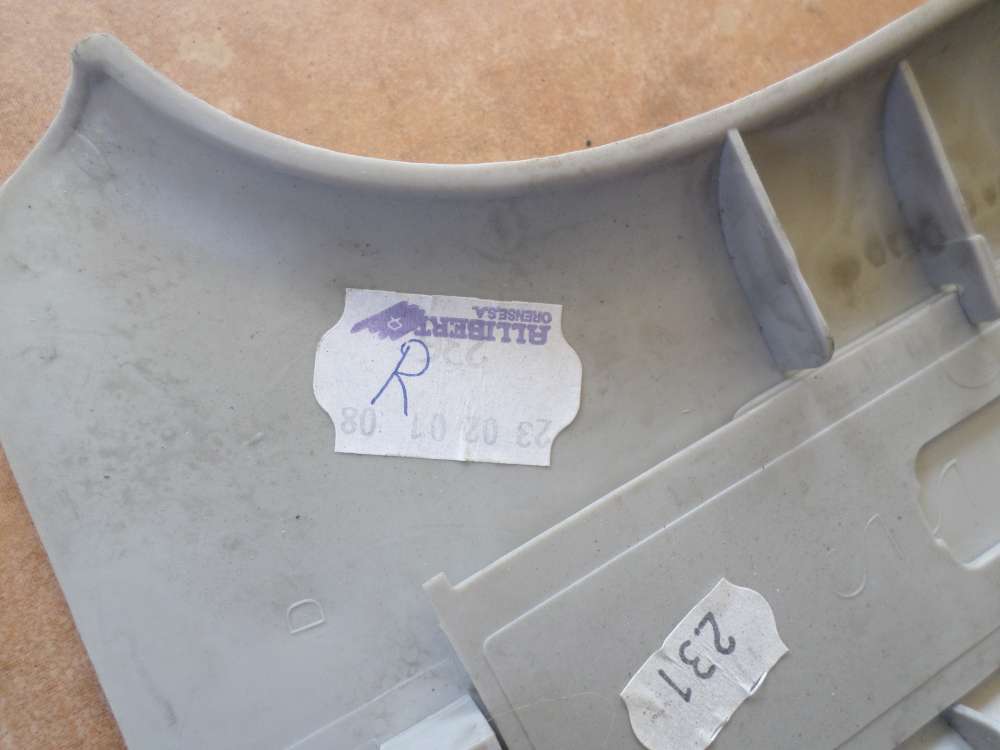 ALLIBERT
ORENSE,S.A.
R
23 02 01 08
D
231